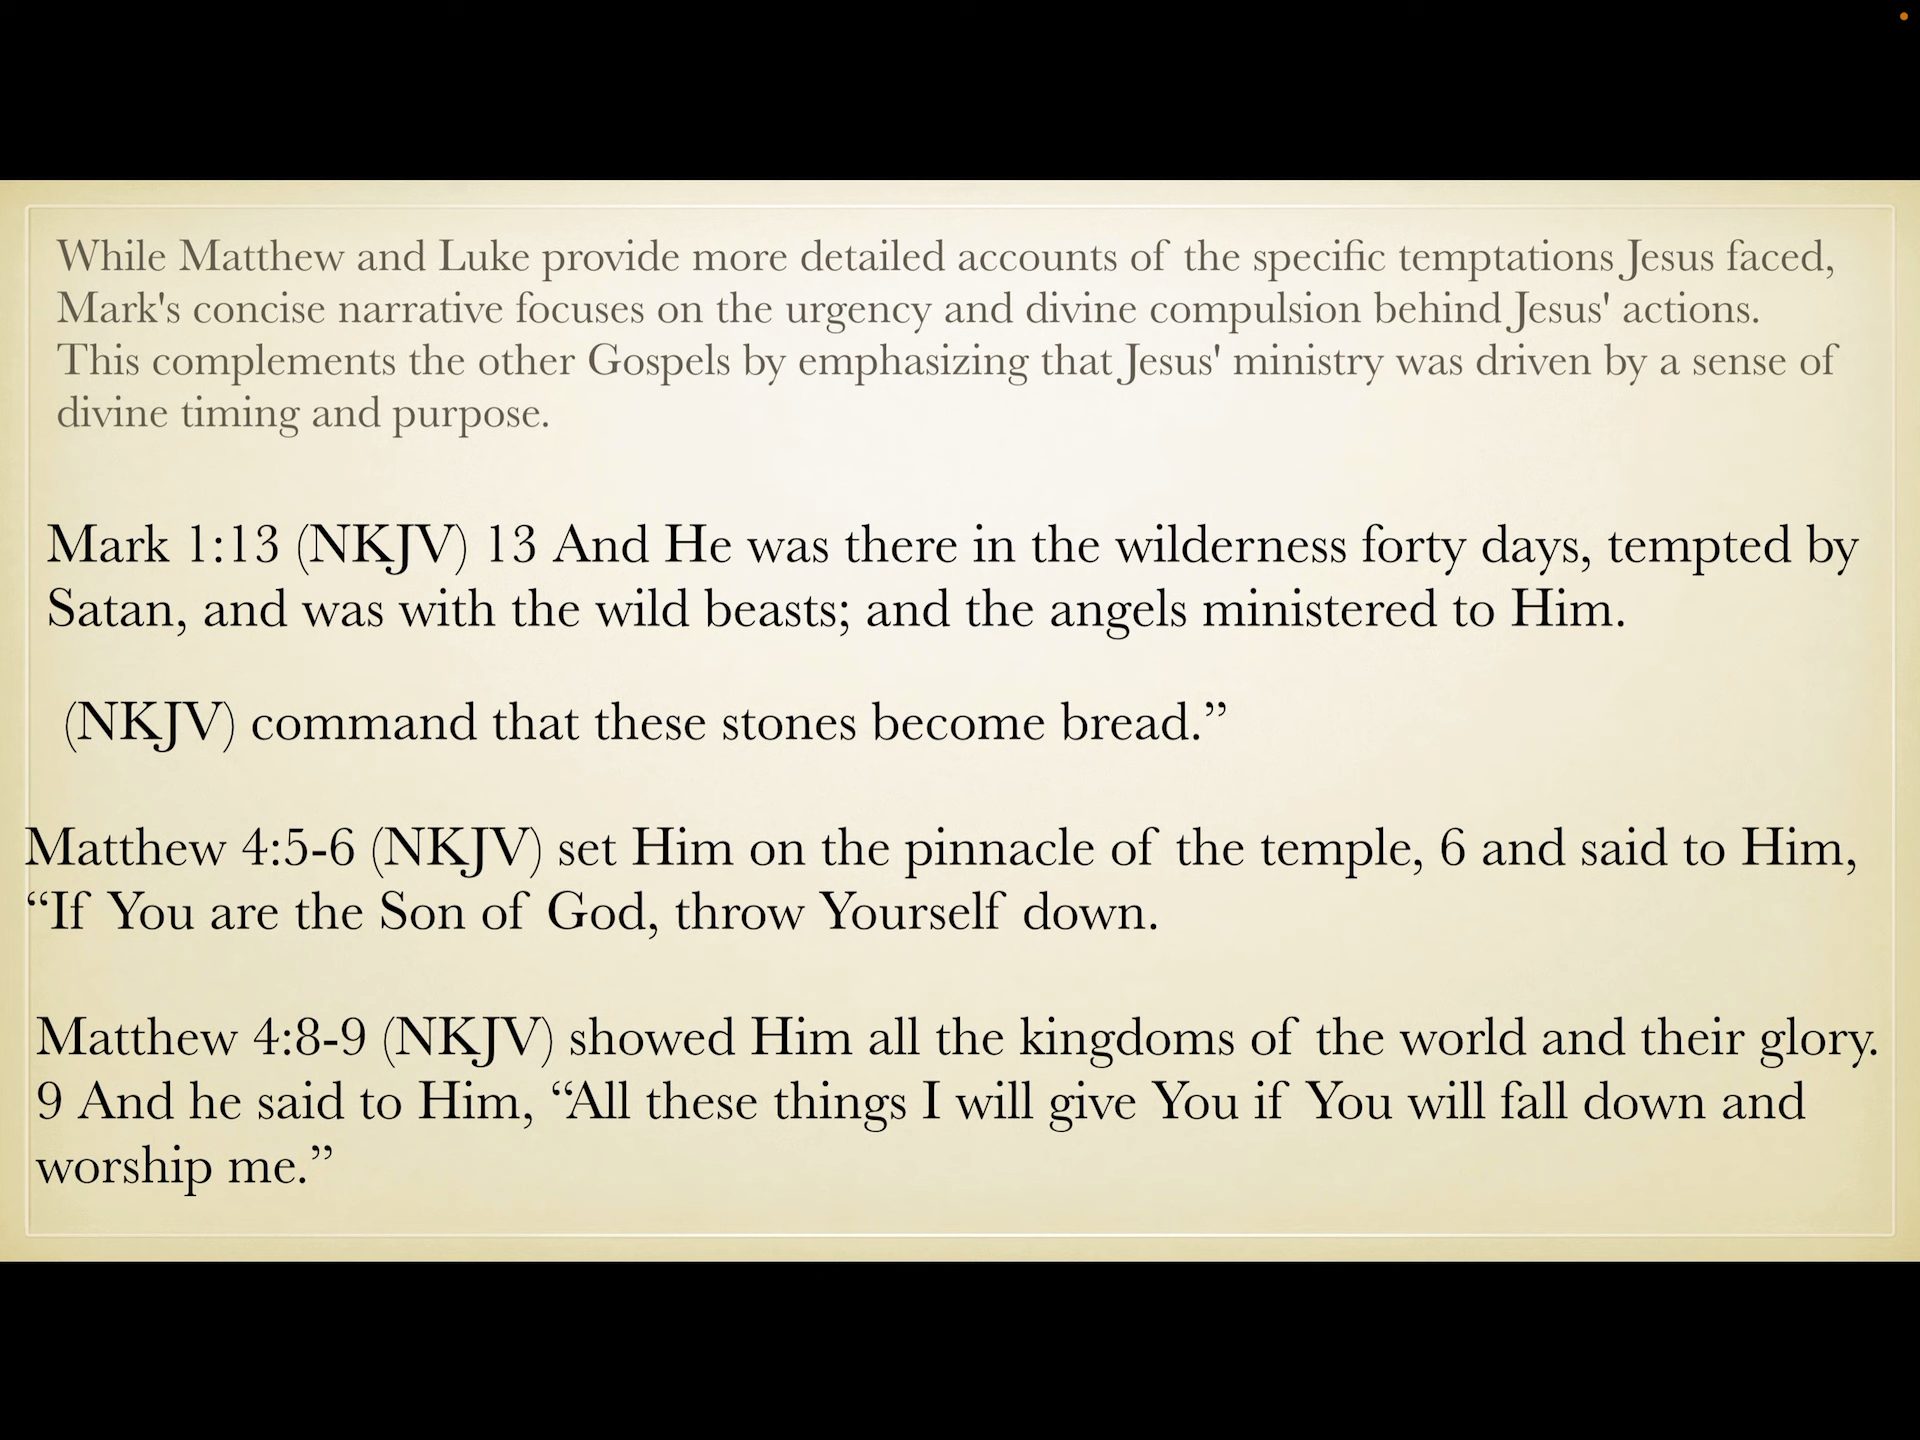 While Matthew and Luke provide more detailed accounts of the specific temptations Jesus faced,
Mark's concise narrative focuses on the urgency and divine compulsion behind Jesus' actions.
This complements the other Gospels by emphasizing that Jesus' ministry was driven by a sense of
divine timing and purpose.
Mark 1:13 (NKJV) 13 And He was there in the wilderness forty days, tempted by
Satan, and was with the wild beasts; and the angels ministered to Him.
(NKJV) command that these stones become bread.”
Matthew 4:5-6 (NKJV) set Him on the pinnacle of the temple, 6 and said to Him,
“If You are the Son of God, throw Yourself down.
Matthew 4:8-9 (NKJV) showed Him all the kingdoms of the world and their glory.
9 And he said to Him, “All these things I will give You if You will fall down and
worship me.”